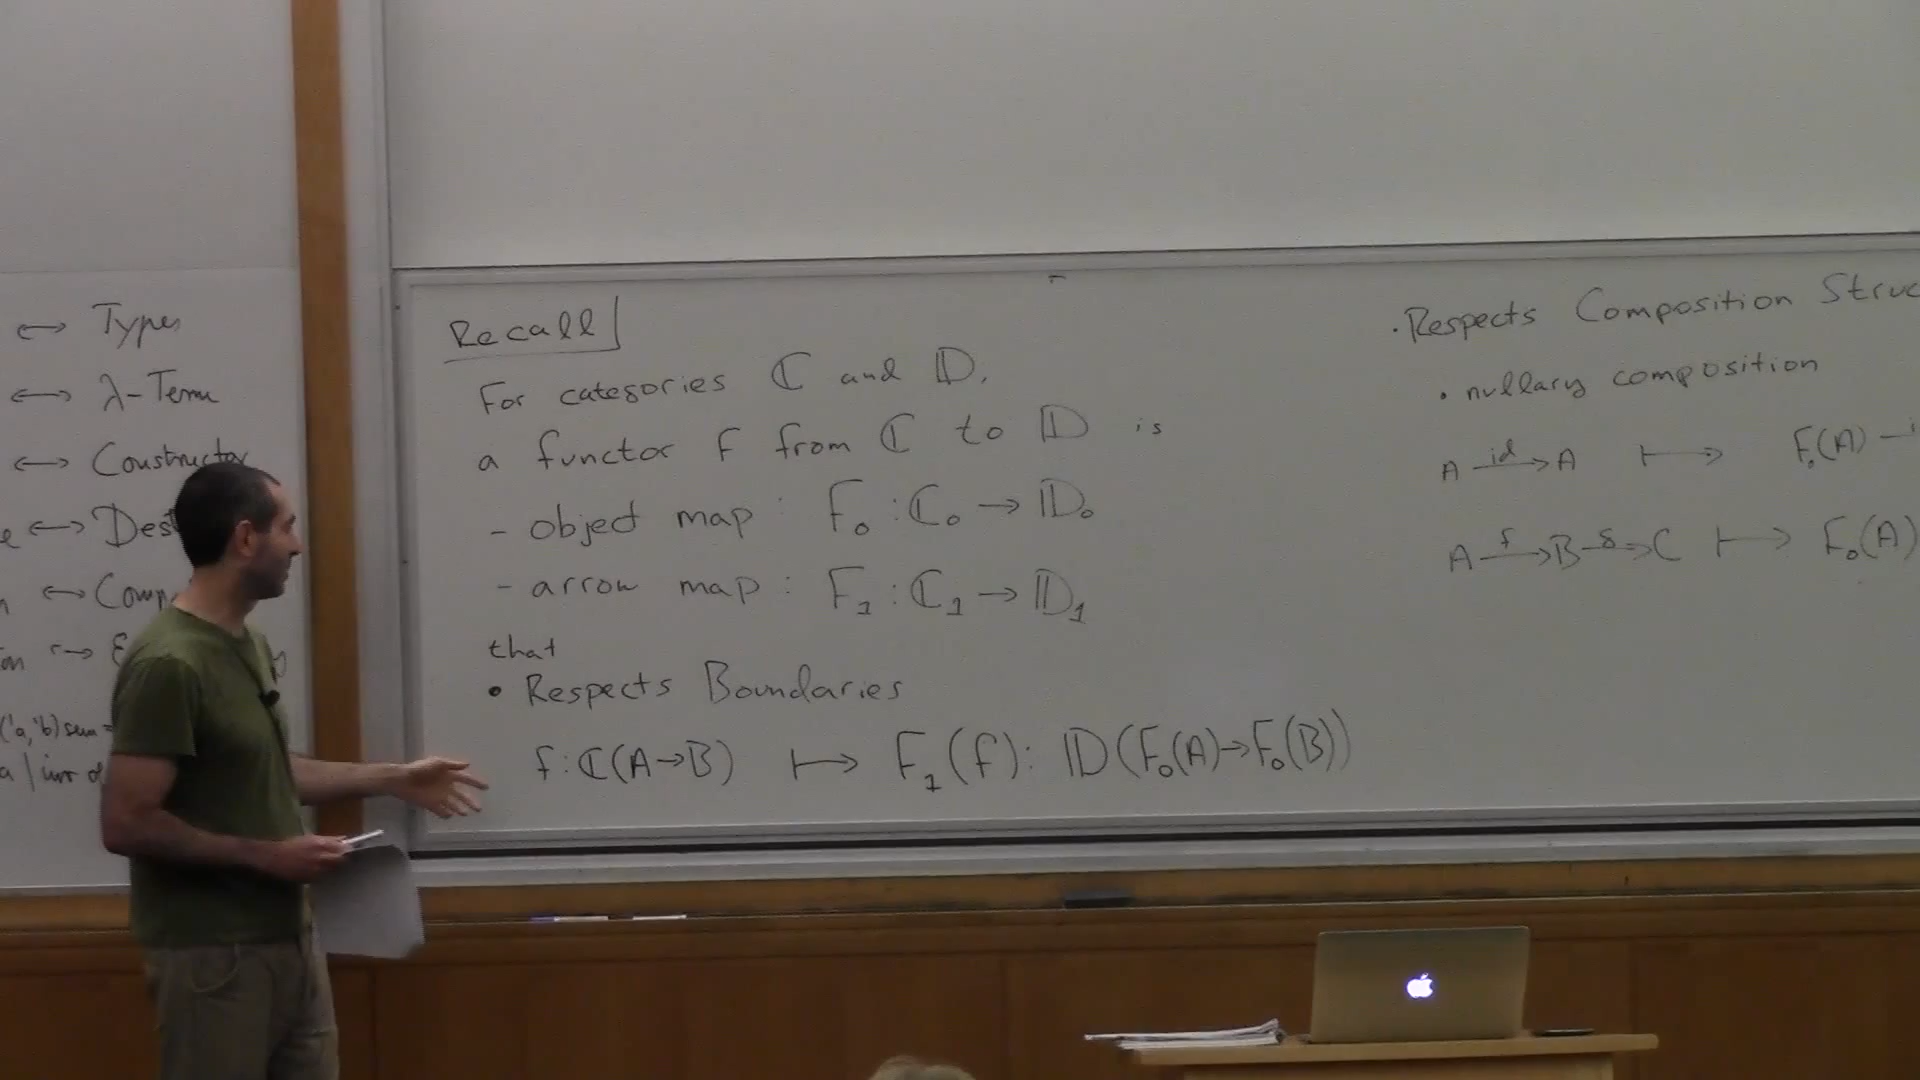 ⟷ Types
⟷ λ-Term
⟷ Constructor
e ⟷ Des
n ⟷ Comp
('a, 'b) sum =
Recall
For categories ℂ and 𝔻,
a functor F from ℂ to 𝔻 is
- object map : F₀ : ℂ₀ → 𝔻₀
- arrow map : F₁ : ℂ₁ → 𝔻₁
that
• Respects Boundaries
f : ℂ(A→B) ↦ F₁(f) : 𝔻(F₀(A)→F₀(B))
• Respects Composition Struc
• nullary composition
A —id→ A ↦ F₀(A) — i
A —f→ B —g→ C ↦ F₀(A)